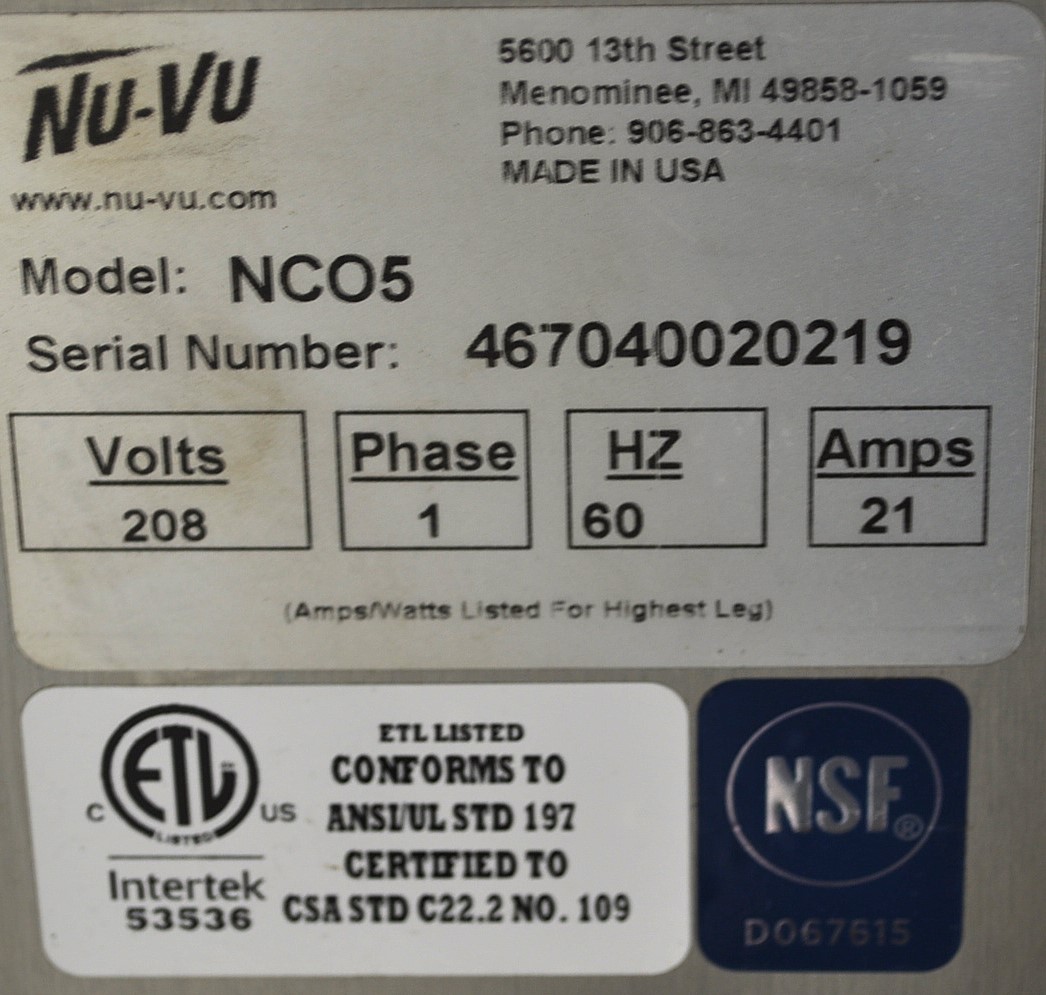 NU-VU
www.nu-vu.com
5600 13th Street
Menominee, MI 49858-1059
Phone: 906-863-4401
MADE IN USA
Model: NCO5
Serial Number: 467040020219
Volts
208
Phase
1
HZ
60
Amps
21
(Amps/Watts Listed For Highest Leg)
ETL
LISTED
C US
Intertek
53536
ETL LISTED
CONFORMS TO
ANSI/UL STD 197
CERTIFIED TO
CSA STD C22.2 NO. 109
NSF®
DO67615